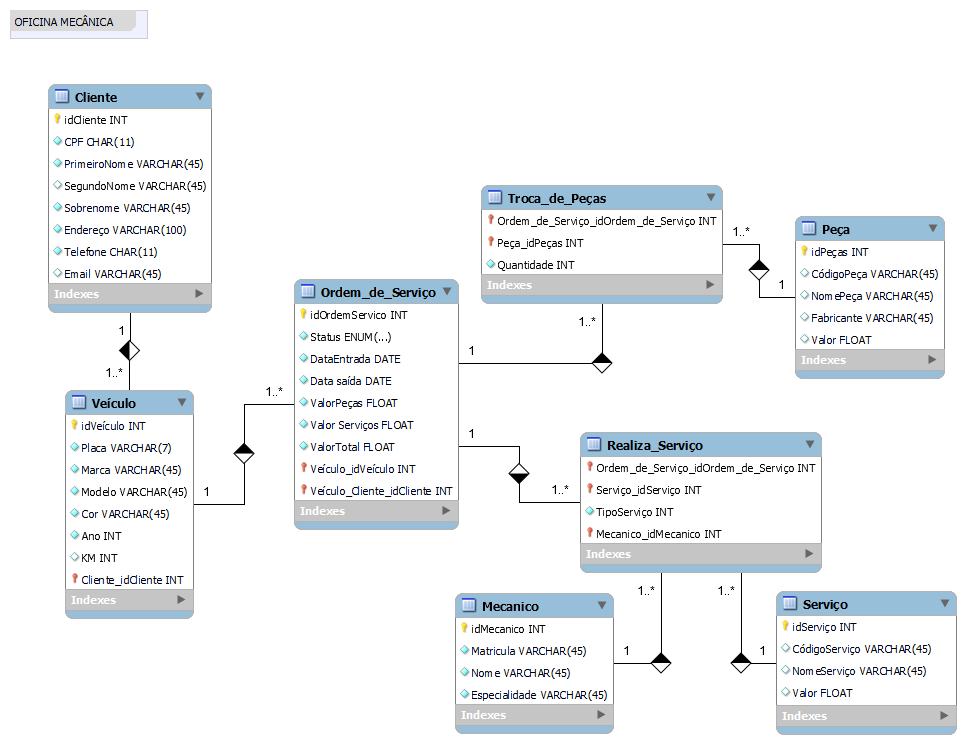 OFICINA MECÂNICA
Cliente
idCliente INT
CPF CHAR(11)
PrimeiroNome VARCHAR(45)
SegundoNome VARCHAR(45)
Sobrenome VARCHAR(45)
Endereço VARCHAR(100)
Telefone CHAR(11)
Email VARCHAR(45)
Indexes
1
1..*
Veículo
idVeículo INT
Placa VARCHAR(7)
Marca VARCHAR(45)
Modelo VARCHAR(45)
Cor VARCHAR(45)
Ano INT
KM INT
Cliente_idCliente INT
Indexes
1
1..*
Ordem_de_Serviço
idOrdemServico INT
Status ENUM(...)
DataEntrada DATE
Data saída DATE
ValorPeças FLOAT
Valor Serviços FLOAT
ValorTotal FLOAT
Veículo_idVeículo INT
Veículo_Cliente_idCliente INT
Indexes
1
1..*
Troca_de_Peças
Ordem_de_Serviço_idOrdem_de_Serviço INT
Peça_idPeças INT
Quantidade INT
Indexes
1..*
1
Peça
idPeças INT
CódigoPeça VARCHAR(45)
NomePeça VARCHAR(45)
Fabricante VARCHAR(45)
Valor FLOAT
Indexes
1
1..*
Realiza_Serviço
Ordem_de_Serviço_idOrdem_de_Serviço INT
Serviço_idServiço INT
TipoServiço INT
Mecanico_idMecanico INT
Indexes
1..*
1
1..*
1
Mecanico
idMecanico INT
Matricula VARCHAR(45)
Nome VARCHAR(45)
Especialidade VARCHAR(45)
Indexes
Serviço
idServiço INT
CódigoServiço VARCHAR(45)
NomeServiço VARCHAR(45)
Valor FLOAT
Indexes